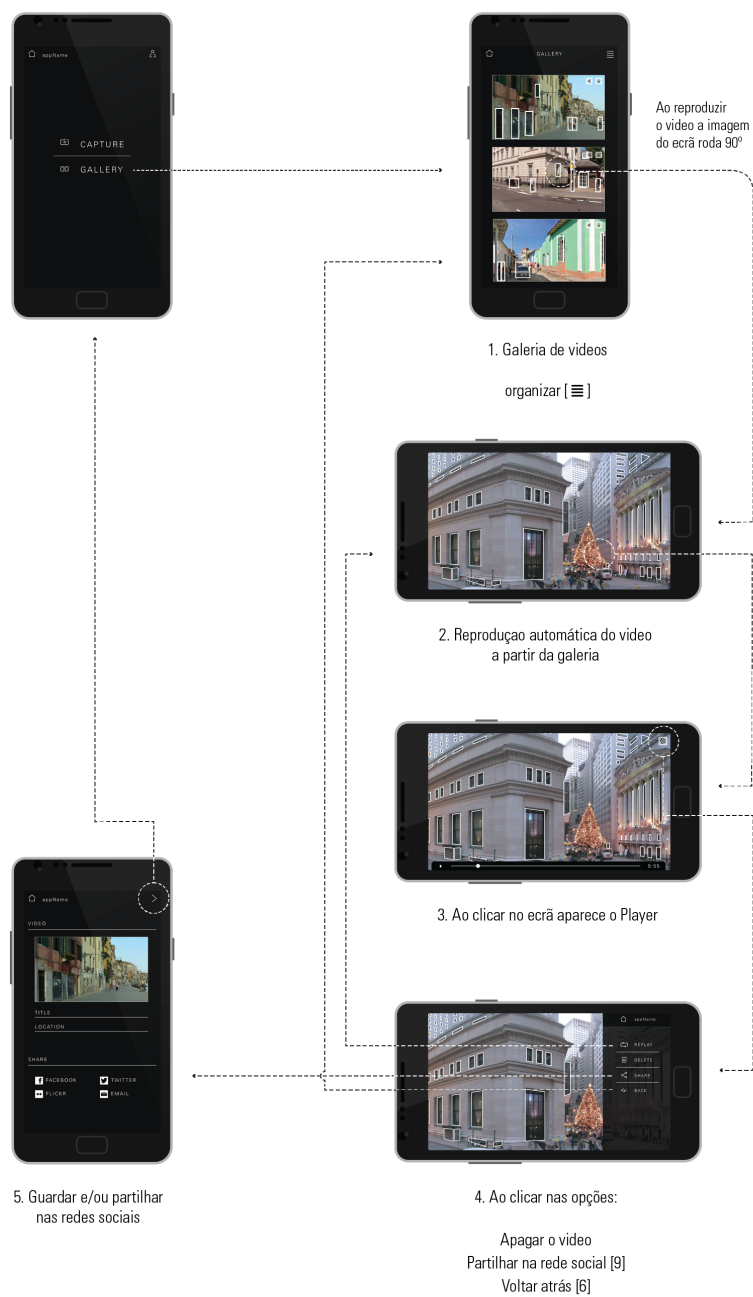 appName
CAPTURE
GALLERY
GALLERY
Ao reproduzir
o video a imagem
do ecrã roda 90º
1. Galeria de videos
organizar [ ≣ ]
2. Reproduçao automática do video
a partir da galeria
0:55
3. Ao clicar no ecrã aparece o Player
appName
VIDEO
TITLE
LOCATION
SHARE
FACEBOOK
TWITTER
FLICKR
EMAIL
5. Guardar e/ou partilhar
nas redes sociais
appName
REPLAY
DELETE
SHARE
BACK
4. Ao clicar nas opções:
Apagar o video
Partilhar na rede social [9]
Voltar atrás [6]